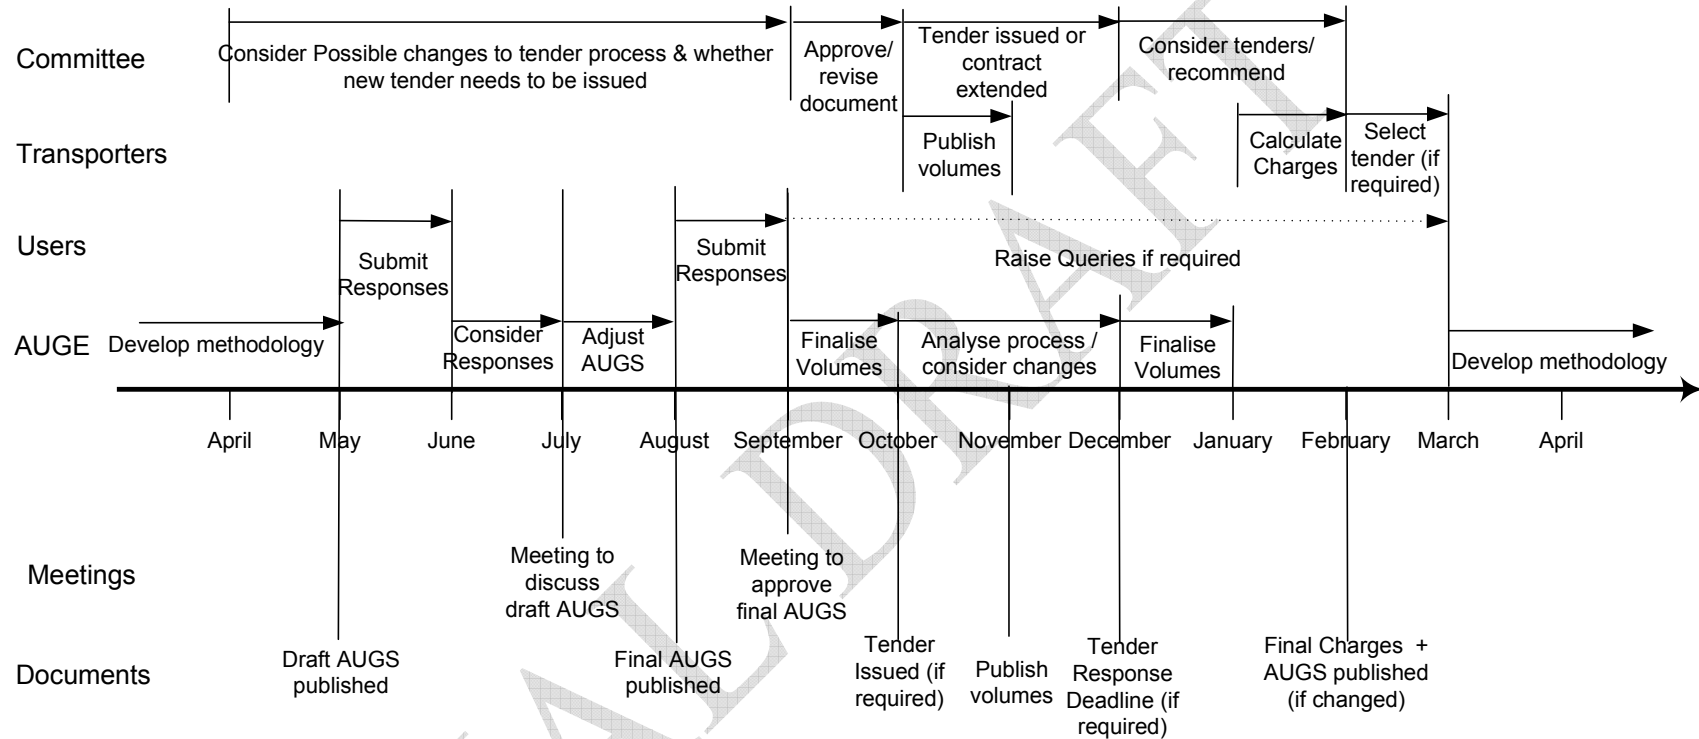 Committee
Consider Possible changes to tender process & whether
new tender needs to be issued
Approve/
revise
document
Tender issued or
contract
extended
Consider tenders/
recommend
Transporters
Publish
volumes
Calculate
Charges
Select
tender (if
required)
Users
Submit
Responses
Submit
Responses
Raise Queries if required
AUGE
Develop methodology
Consider
Responses
Adjust
AUGS
Finalise
Volumes
Analyse process /
consider changes
Finalise
Volumes
Develop methodology
April May June July August September October November December January February March April
Meetings
Meeting to
discuss
draft AUGS
Meeting to
approve
final AUGS
Documents
Draft AUGS
published
Final AUGS
published
Tender
Issued (if
required)
Publish
volumes
Tender
Response
Deadline (if
required)
Final Charges +
AUGS published
(if changed)
AL DRAFT